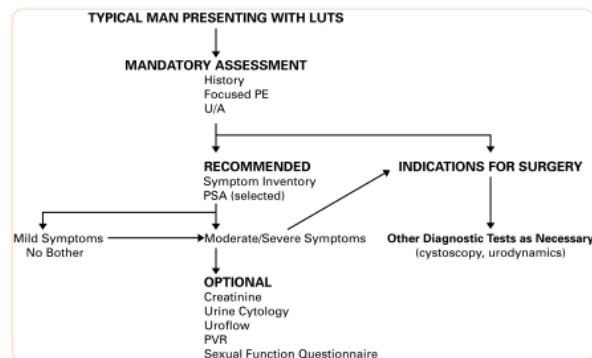 TYPICAL MAN PRESENTING WITH LUTS
MANDATORY ASSESSMENT
History
Focused PE
U/A
RECOMMENDED
Symptom Inventory
PSA (selected)
INDICATIONS FOR SURGERY
Mild Symptoms
No Bother
Moderate/Severe Symptoms
Other Diagnostic Tests as Necessary
(cystoscopy, urodynamics)
OPTIONAL
Creatinine
Urine Cytology
Uroflow
PVR
Sexual Function Questionnaire